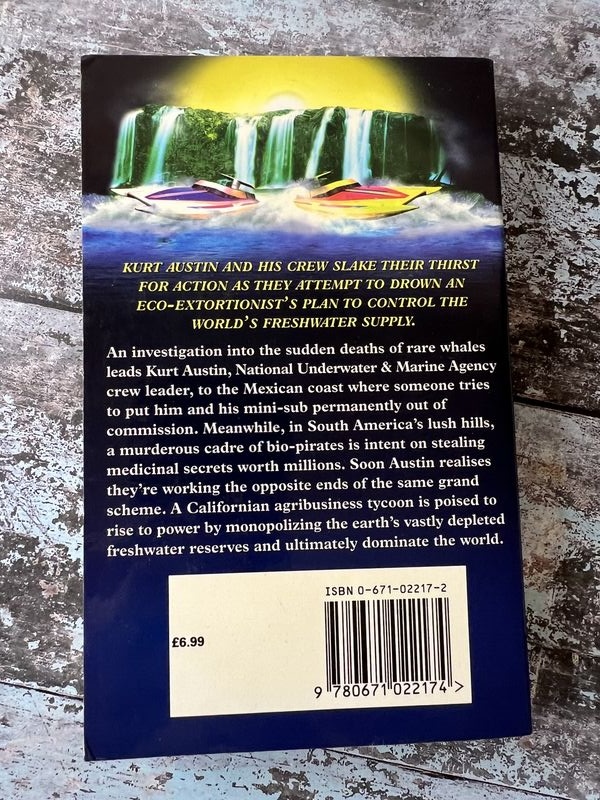 KURT AUSTIN AND HIS CREW SLAKE THEIR THIRST
FOR ACTION AS THEY ATTEMPT TO DROWN AN
ECO-EXTORTIONIST'S PLAN TO CONTROL THE
WORLD'S FRESHWATER SUPPLY.
An investigation into the sudden deaths of rare whales
leads Kurt Austin, National Underwater & Marine Agency
crew leader, to the Mexican coast where someone tries
to put him and his mini-sub permanently out of
commission. Meanwhile, in South America's lush hills,
a murderous cadre of bio-pirates is intent on stealing
medicinal secrets worth millions. Soon Austin realises
they're working the opposite ends of the same grand
scheme. A Californian agribusiness tycoon is poised to
rise to power by monopolizing the earth's vastly depleted
freshwater reserves and ultimately dominate the world.
ISBN 0-671-02217-2
£6.99
9 780671 022174 >